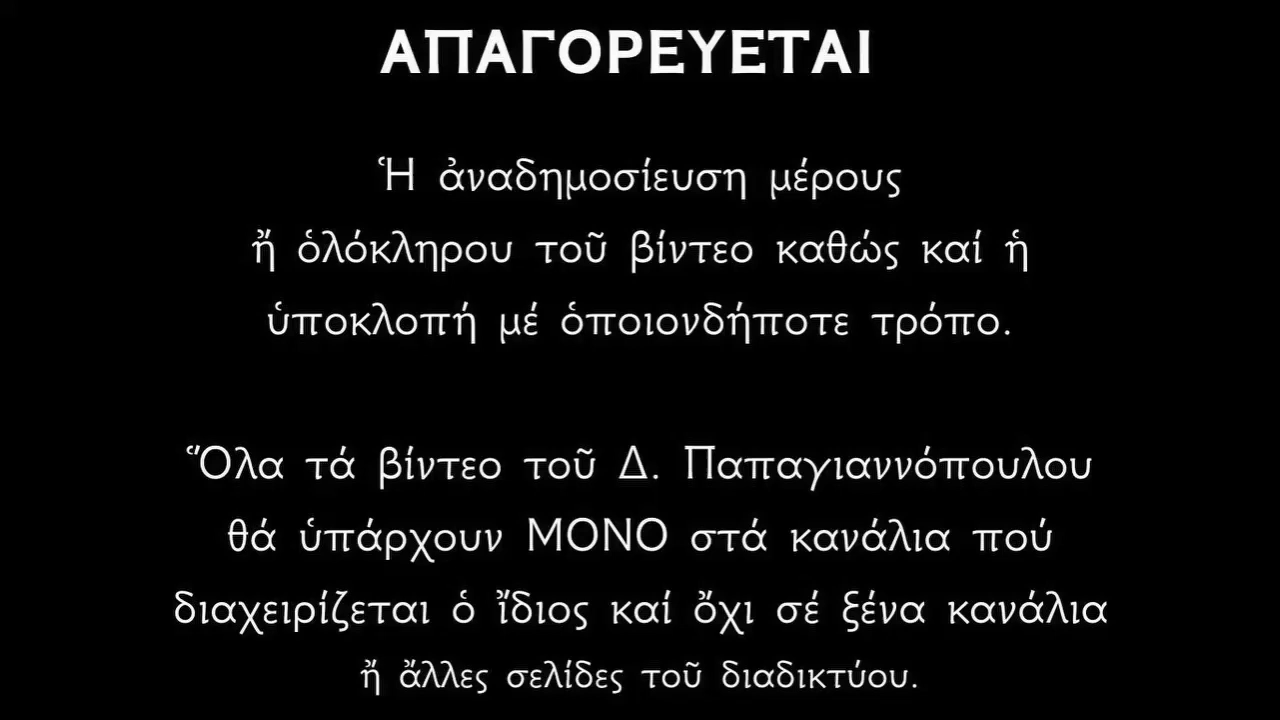 ΑΠΑΓΟΡΕΥΕΤΑΙ
Ἡ ἀναδημοσίευση μέρους
ἤ ὁλόκληρου τοῦ βίντεο καθώς καί ἡ
ὑποκλοπή μέ ὁποιονδήποτε τρόπο.
Ὅλα τά βίντεο τοῦ Δ. Παπαγιαννόπουλου
θά ὑπάρχουν ΜΟΝΟ στά κανάλια πού
διαχειρίζεται ὁ ἴδιος καί ὄχι σέ ξένα κανάλια
ἤ ἄλλες σελίδες τοῦ διαδικτύου.